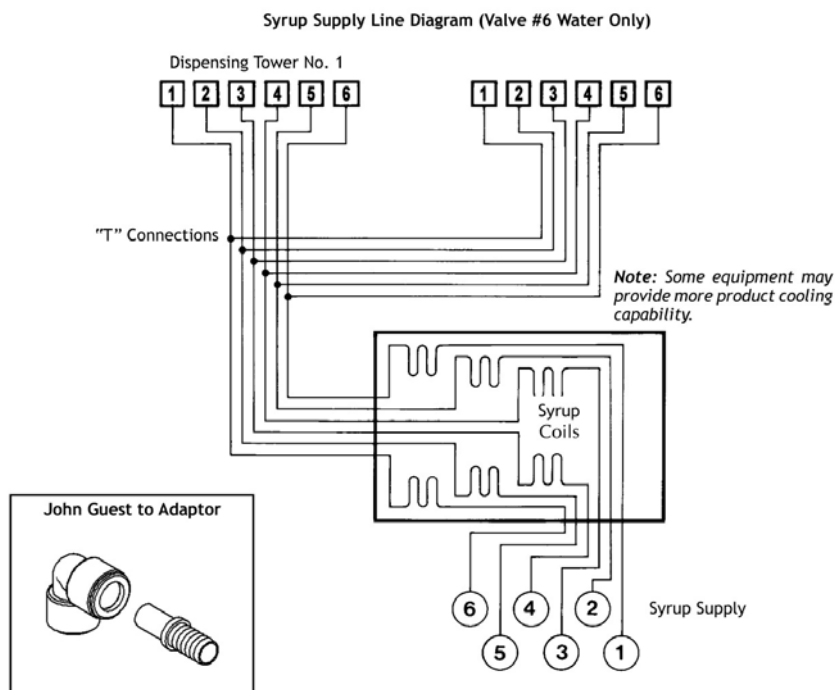 Syrup Supply Line Diagram (Valve #6 Water Only)
Dispensing Tower No. 1
1 2 3 4 5 6
1 2 3 4 5 6
"T" Connections
Note: Some equipment may
provide more product cooling
capability.
Syrup
Coils
John Guest to Adaptor
6 4 2
Syrup Supply
5 3 1